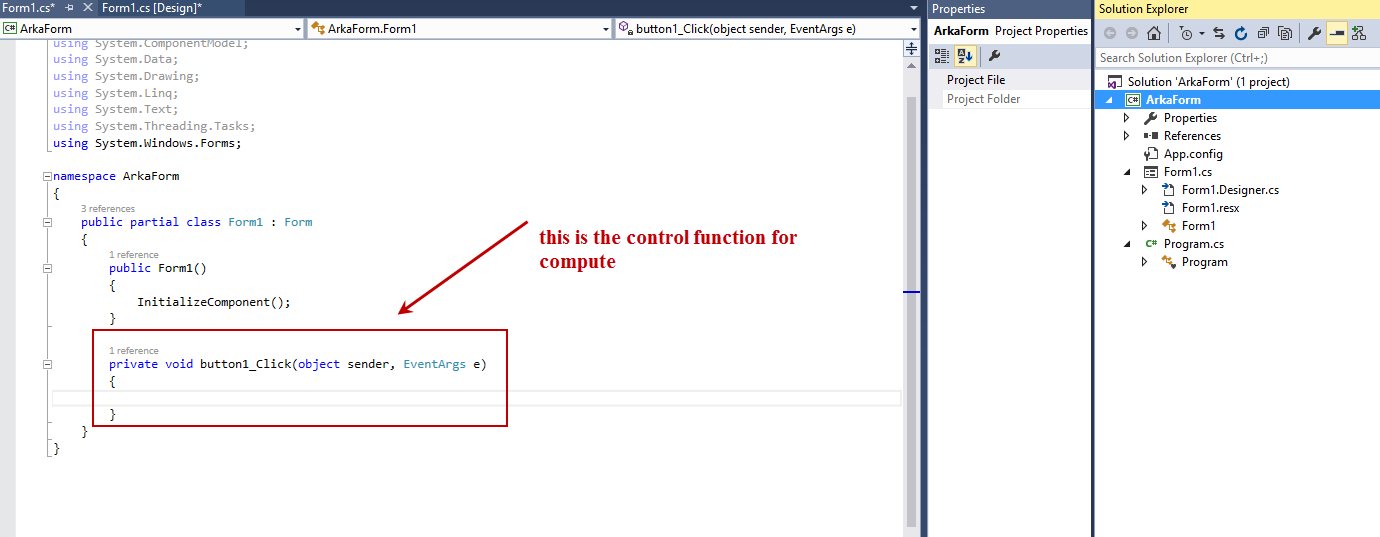 Form1.cs*
Form1.cs [Design]*
ArkaForm
ArkaForm.Form1
button1_Click(object sender, EventArgs e)
using System.ComponentModel;
using System.Data;
using System.Drawing;
using System.Linq;
using System.Text;
using System.Threading.Tasks;
using System.Windows.Forms;
namespace ArkaForm
{
3 references
public partial class Form1 : Form
{
1 reference
public Form1()
{
InitializeComponent();
}
1 reference
private void button1_Click(object sender, EventArgs e)
{
}
}
}
this is the control function for
compute
Properties
ArkaForm Project Properties
Project File
Project Folder
Solution Explorer
Search Solution Explorer (Ctrl+;)
Solution 'ArkaForm' (1 project)
C# ArkaForm
Properties
References
App.config
Form1.cs
Form1.Designer.cs
Form1.resx
Form1
C# Program.cs
Program